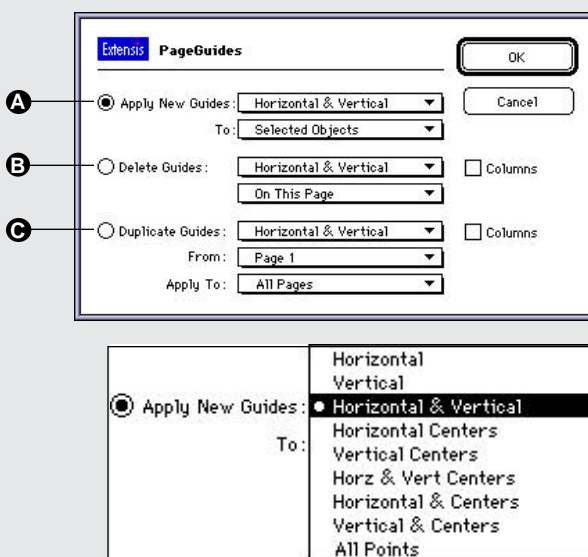 Extensis PageGuides
OK
A Apply New Guides: Horizontal & Vertical Cancel
To: Selected Objects
B Delete Guides: Horizontal & Vertical Columns
On This Page
C Duplicate Guides: Horizontal & Vertical Columns
From: Page 1
Apply To: All Pages
Horizontal
Vertical
Apply New Guides: Horizontal & Vertical
Horizontal Centers
To:
Vertical Centers
Horz & Vert Centers
Horizontal & Centers
Vertical & Centers
All Points